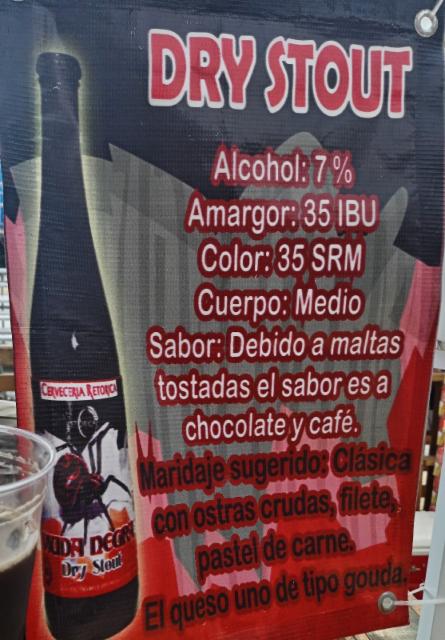 DRY STOUT
Alcohol: 7 %
Amargor: 35 IBU
Color: 35 SRM
Cuerpo: Medio
Sabor: Debido a maltas
tostadas el sabor es a
chocolate y café.
Maridaje sugerido: Clásica
con ostras crudas, filete,
pastel de carne.
El queso uno de tipo gouda.
CERVECERIA RETORICA
Dry Stout